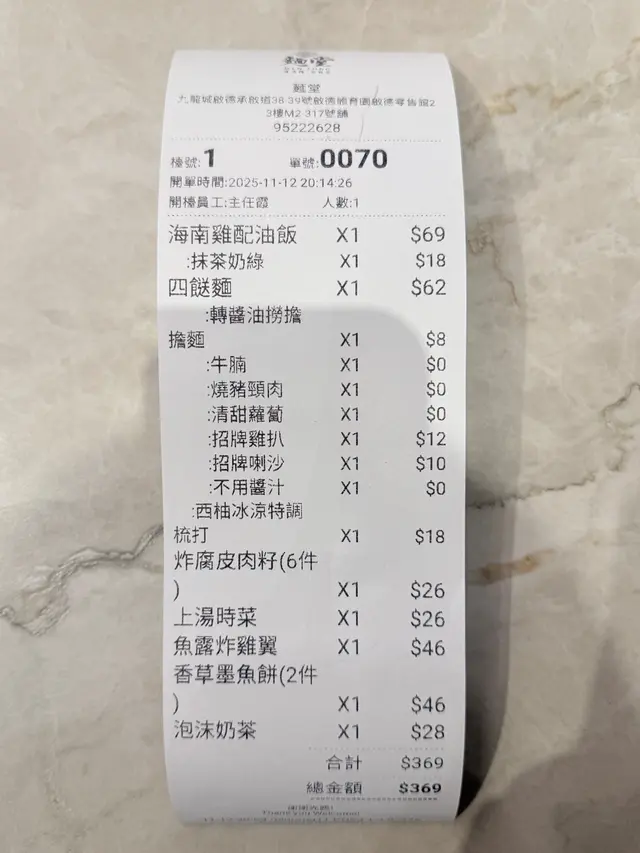 麵堂
九龍城啟德承啟道38-39號啟德體育園啟德零售館2
3樓M2-317號舖
95222628
檯號:1 單號:0070
開單時間:2025-11-12 20:14:26
開檯員工:主任霞 人數:1
海南雞配油飯 X1 $69
:抹茶奶綠 X1 $18
四餸麵 X1 $62
:轉醬油撈擔
擔麵 X1 $8
:牛腩 X1 $0
:燒豬頸肉 X1 $0
:清甜蘿蔔 X1 $0
:招牌雞扒 X1 $12
:招牌喇沙 X1 $10
:不用醬汁 X1 $0
:西柚冰涼特調
梳打 X1 $18
炸腐皮肉籽(6件
) X1 $26
上湯時菜 X1 $26
魚露炸雞翼 X1 $46
香草墨魚餅(2件
) X1 $46
泡沫奶茶 X1 $28
合計 $369
總金額 $369